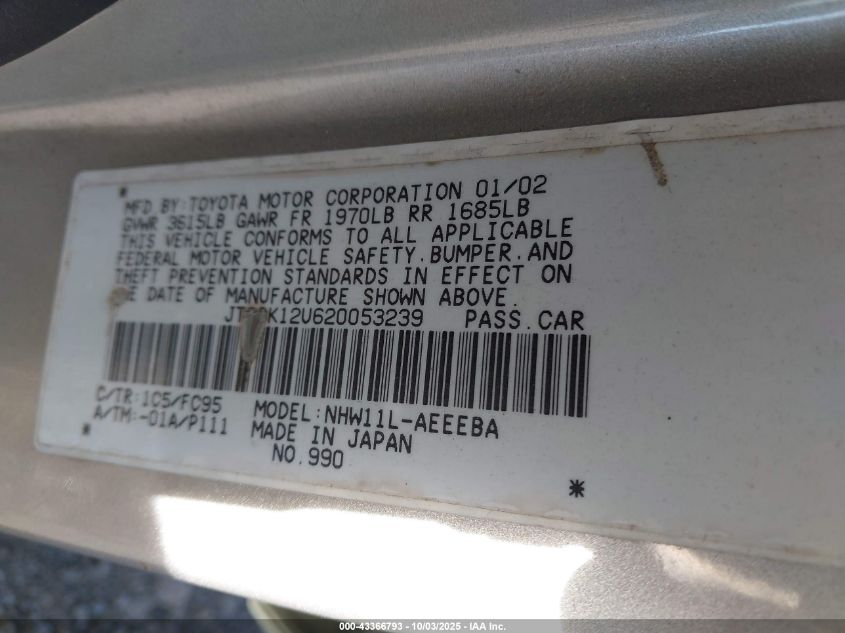 MFD BY: TOYOTA MOTOR CORPORATION 01/02
GVWR 3615LB GAWR FR 1970LB RR 1685LB
THIS VEHICLE CONFORMS TO ALL APPLICABLE
FEDERAL MOTOR VEHICLE SAFETY. BUMPER. AND
THEFT PREVENTION STANDARDS IN EFFECT ON
DATE OF MANUFACTURE SHOWN ABOVE.
PASS. CAR
C/TR: 1C5/FC95
A/TM: -01A/P111
MODEL: NHW11L-AEEEBA
MADE IN JAPAN
NO. 990
000-43366793 - 10/03/2025 - IAA Inc.